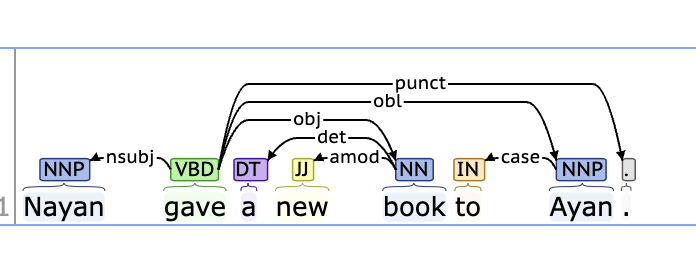 punct
obl
obj
det
nsubj amod case
NNP VBD DT JJ NN IN NNP .
1 Nayan gave a new book to Ayan .